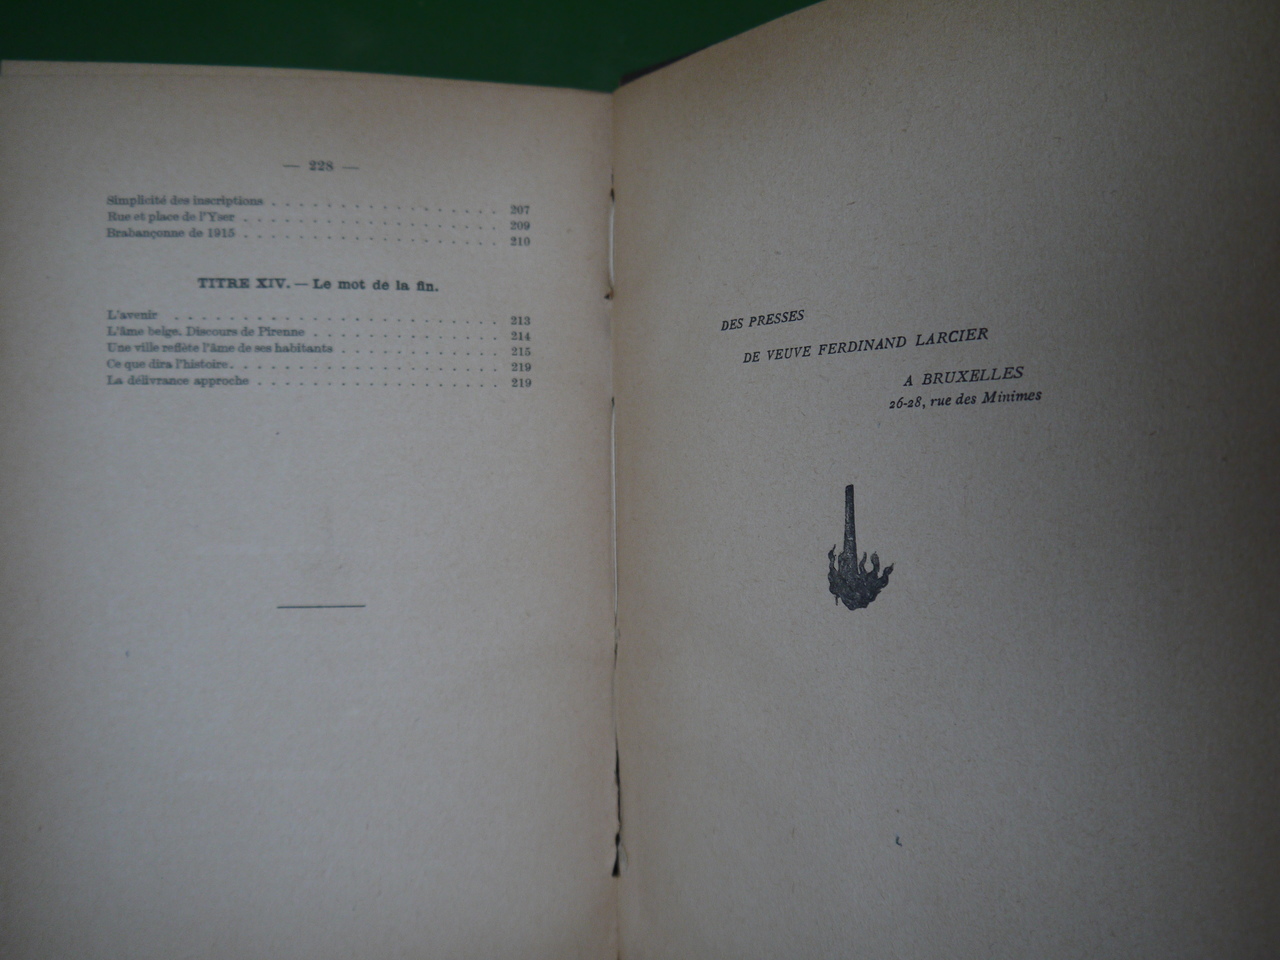 — 228 —
Simplicité des inscriptions . . . . . . . . . . . . . . . 207
Rue et place de l'Yser . . . . . . . . . . . . . . . . . 209
Brabançonne de 1915 . . . . . . . . . . . . . . . . . 210
TITRE XIV. — Le mot de la fin.
L'avenir . . . . . . . . . . . . . . . . . . . . . 213
L'âme belge. Discours de Pirenne . . . . . . . . . . . . 214
Une ville reflète l'âme de ses habitants . . . . . . . . . . 215
Ce que dira l'histoire. . . . . . . . . . . . . . . . . . 219
La délivrance approche . . . . . . . . . . . . . . . . 219
DES PRESSES
DE VEUVE FERDINAND LARCIER
A BRUXELLES
26-28, rue des Minimes